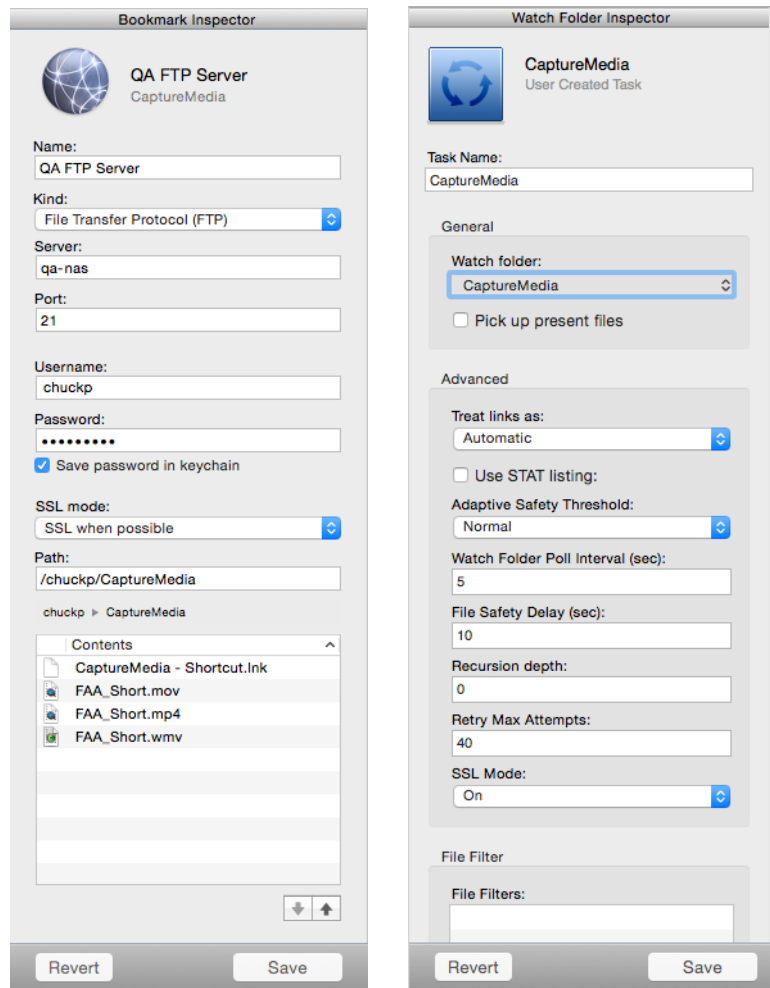 Bookmark Inspector
QA FTP Server
CaptureMedia
Name:
QA FTP Server
Kind:
File Transfer Protocol (FTP)
Server:
qa-nas
Port:
21
Username:
chuckp
Password:
•••••••••
Save password in keychain
SSL mode:
SSL when possible
Path:
/chuckp/CaptureMedia
chuckp ▸ CaptureMedia
Contents
CaptureMedia - Shortcut.lnk
FAA_Short.mov
FAA_Short.mp4
FAA_Short.wmv
Revert
Save
Watch Folder Inspector
CaptureMedia
User Created Task
Task Name:
CaptureMedia
General
Watch folder:
CaptureMedia
Pick up present files
Advanced
Treat links as:
Automatic
Use STAT listing:
Adaptive Safety Threshold:
Normal
Watch Folder Poll Interval (sec):
5
File Safety Delay (sec):
10
Recursion depth:
0
Retry Max Attempts:
40
SSL Mode:
On
File Filter
File Filters:
Revert
Save